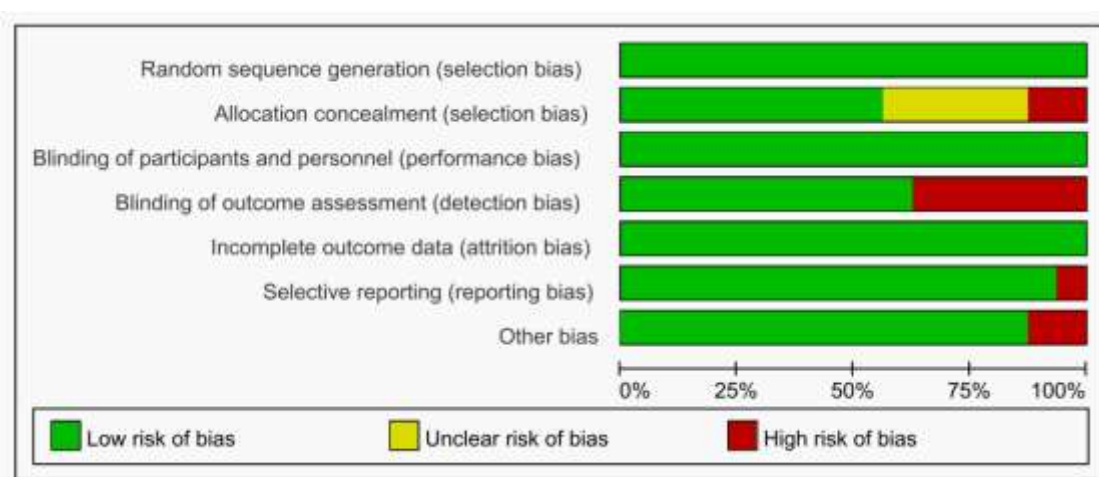 Random sequence generation (selection bias)
Allocation concealment (selection bias)
Blinding of participants and personnel (performance bias)
Blinding of outcome assessment (detection bias)
Incomplete outcome data (attrition bias)
Selective reporting (reporting bias)
Other bias
0% 25% 50% 75% 100%
Low risk of bias Unclear risk of bias High risk of bias